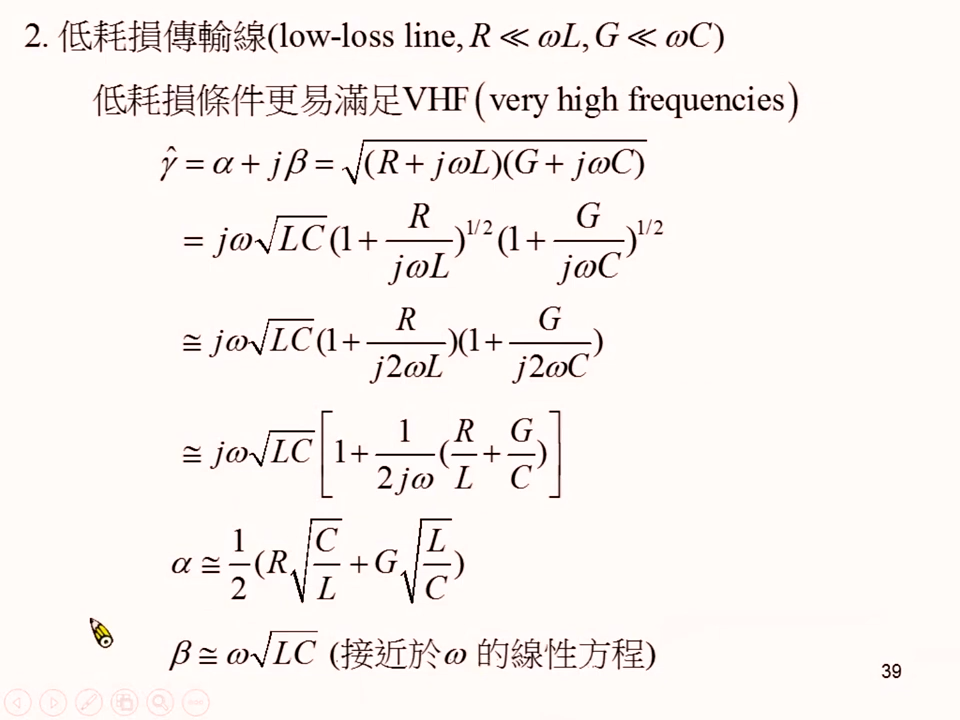 2. 低耗損傳輸線(low-loss line, R ≪ ωL, G ≪ ωC)
低耗損條件更易滿足VHF(very high frequencies)
γ̂ = α + jβ = √((R + jωL)(G + jωC))
= jω√(LC)(1 + R/(jωL))^1/2 (1 + G/(jωC))^1/2
≅ jω√(LC)(1 + R/(j2ωL))(1 + G/(j2ωC))
≅ jω√(LC)[1 + 1/(2jω)(R/L + G/C)]
α ≅ 1/2(R√(C/L) + G√(L/C))
β ≅ ω√(LC) (接近於ω 的線性方程)
39